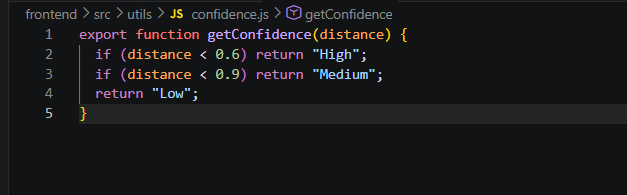 frontend > src > utils > JS confidence.js > getConfidence
1 export function getConfidence(distance) {
2   if (distance < 0.6) return "High";
3   if (distance < 0.9) return "Medium";
4   return "Low";
5 }